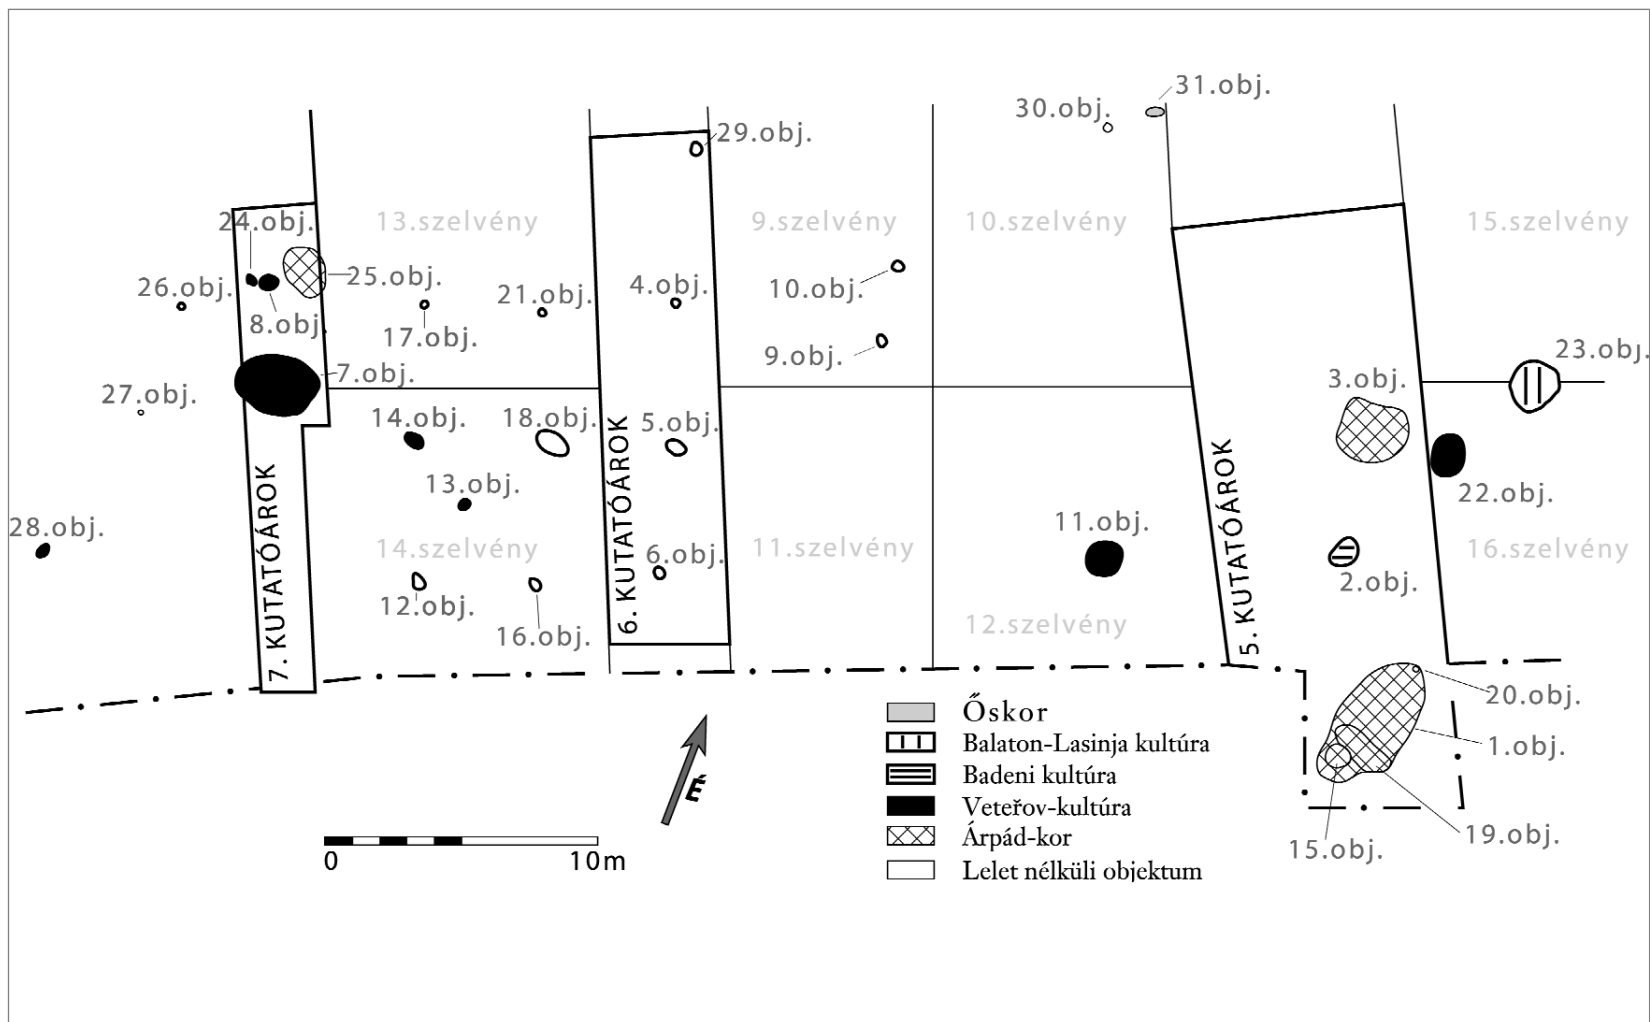 31.obj.
30.obj.
29.obj.
24.obj.
13.szelvény
9.szelvény
10.szelvény
15.szelvény
26.obj.
25.obj.
21.obj.
4.obj.
10.obj.
8.obj.
17.obj.
9.obj.
23.obj.
7.obj.
3.obj.
27.obj.
14.obj.
18.obj.
5.obj.
13.obj.
22.obj.
28.obj.
11.obj.
14.szelvény
11.szelvény
16.szelvény
6.obj.
2.obj.
12.obj.
16.obj.
12.szelvény
7. KUTATÓÁROK
6. KUTATÓÁROK
5. KUTATÓÁROK
20.obj.
1.obj.
19.obj.
15.obj.
É
0 10m
Őskor
Balaton-Lasinja kultúra
Badeni kultúra
Veteřov-kultúra
Árpád-kor
Lelet nélküli objektum